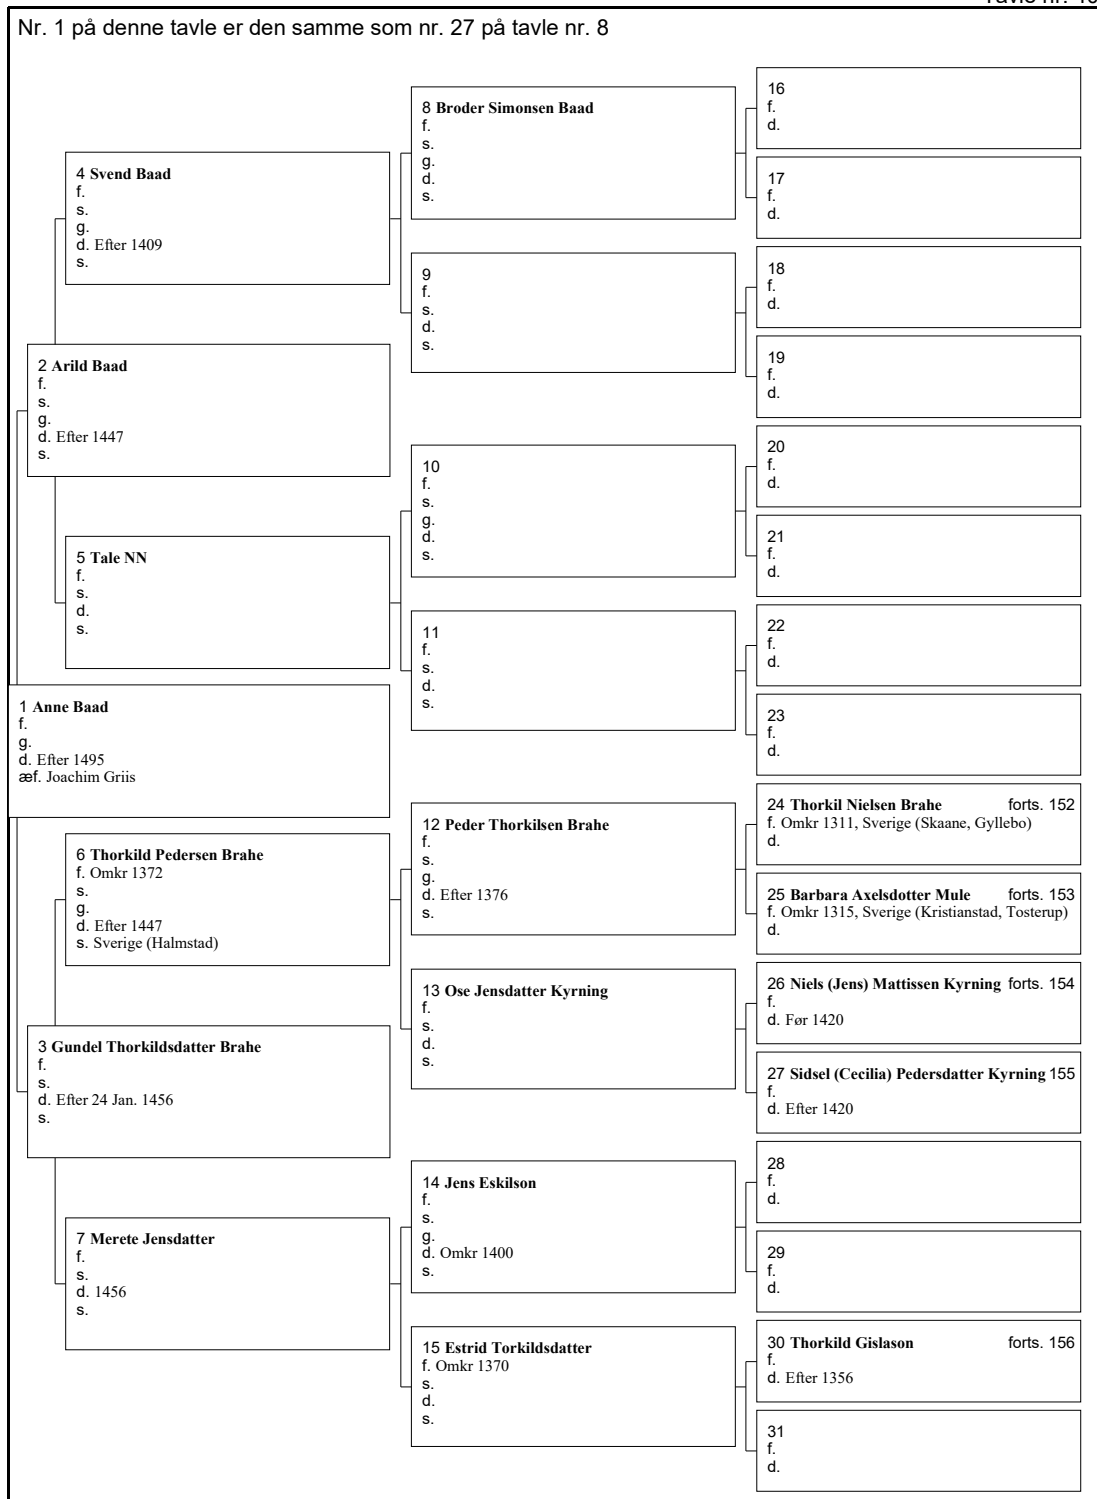 Nr. 1 på denne tavle er den samme som nr. 27 på tavle nr. 8
16
f.
d.
8 Broder Simonsen Baad
f.
s.
g.
d.
s.
4 Svend Baad
f.
s.
g.
d. Efter 1409
s.
17
f.
d.
18
f.
d.
9
f.
s.
d.
s.
2 Arild Baad
f.
s.
g.
d. Efter 1447
s.
19
f.
d.
20
f.
d.
10
f.
s.
g.
d.
s.
21
f.
d.
5 Tale NN
f.
s.
d.
s.
22
f.
d.
11
f.
s.
d.
s.
23
f.
d.
1 Anne Baad
f.
g.
d. Efter 1495
æf. Joachim Griis
24 Thorkil Nielsen Brahe forts. 152
f. Omkr 1311, Sverige (Skaane, Gyllebo)
d.
12 Peder Thorkilsen Brahe
f.
s.
g.
d. Efter 1376
s.
6 Thorkild Pedersen Brahe
f. Omkr 1372
s.
g.
d. Efter 1447
s. Sverige (Halmstad)
25 Barbara Axelsdotter Mule forts. 153
f. Omkr 1315, Sverige (Kristianstad, Tosterup)
d.
26 Niels (Jens) Mattissen Kyrning forts. 154
f.
d. Før 1420
13 Ose Jensdatter Kyrning
f.
s.
d.
s.
3 Gundel Thorkildsdatter Brahe
f.
s.
d. Efter 24 Jan. 1456
s.
27 Sidsel (Cecilia) Pedersdatter Kyrning 155
f.
d. Efter 1420
28
f.
d.
14 Jens Eskilson
f.
s.
g.
d. Omkr 1400
s.
7 Merete Jensdatter
f.
s.
d. 1456
s.
29
f.
d.
30 Thorkild Gislason forts. 156
f.
d. Efter 1356
15 Estrid Torkildsdatter
f. Omkr 1370
s.
d.
s.
31
f.
d.